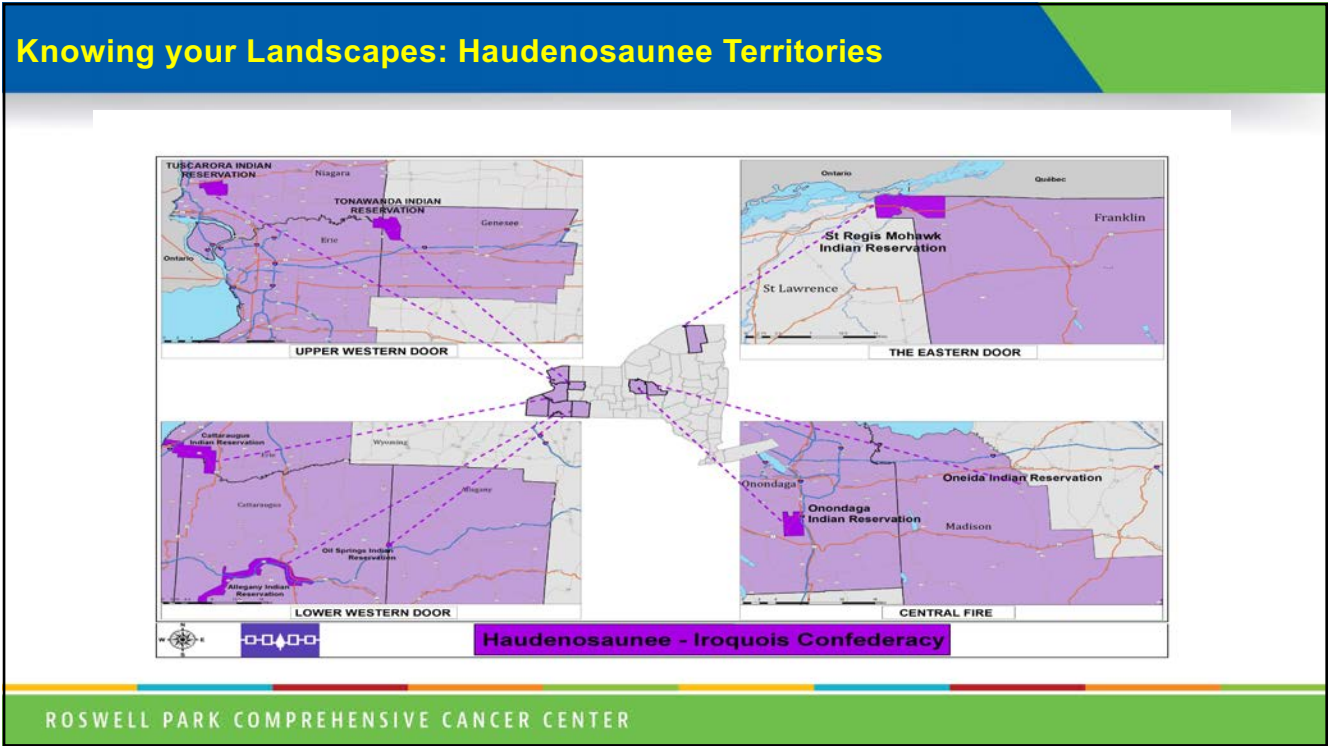 Knowing your Landscapes: Haudenosaunee Territories
TUSCARORA INDIAN
RESERVATION
Niagara
TONAWANDA INDIAN
RESERVATION
Genesee
Erie
Ontario
UPPER WESTERN DOOR
Ontario
Québec
Franklin
St Regis Mohawk
Indian Reservation
St Lawrence
THE EASTERN DOOR
Cattaraugus
Indian Reservation
Erie
Wyoming
Allegany
Cattaraugus
Oil Springs Indian
Reservation
Allegany Indian
Reservation
LOWER WESTERN DOOR
Onondaga
Oneida Indian Reservation
Onondaga
Indian Reservation
Madison
CENTRAL FIRE
N
W
E
S
Haudenosaunee - Iroquois Confederacy
ROSWELL PARK COMPREHENSIVE CANCER CENTER